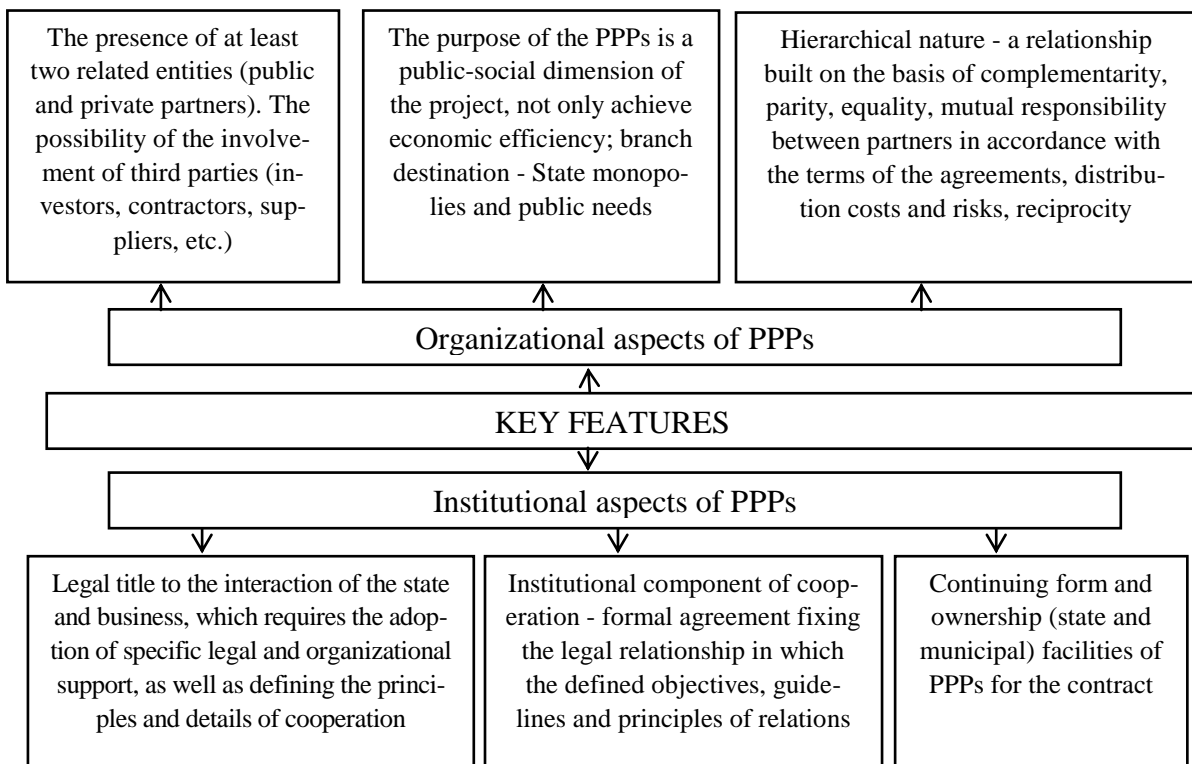 The presence of at least
two related entities (public
and private partners). The
possibility of the involve-
ment of third parties (in-
vestors, contractors, sup-
pliers, etc.)
The purpose of the PPPs is a
public-social dimension of
the project, not only achieve
economic efficiency; branch
destination - State monopo-
lies and public needs
Hierarchical nature - a relationship
built on the basis of complementarity,
parity, equality, mutual responsibility
between partners in accordance with
the terms of the agreements, distribu-
tion costs and risks, reciprocity
Organizational aspects of PPPs
KEY FEATURES
Institutional aspects of PPPs
Legal title to the interaction of the state
and business, which requires the adop-
tion of specific legal and organizational
support, as well as defining the princi-
ples and details of cooperation
Institutional component of coop-
eration - formal agreement fixing
the legal relationship in which
the defined objectives, guide-
lines and principles of relations
Continuing form and
ownership (state and
municipal) facilities of
PPPs for the contract